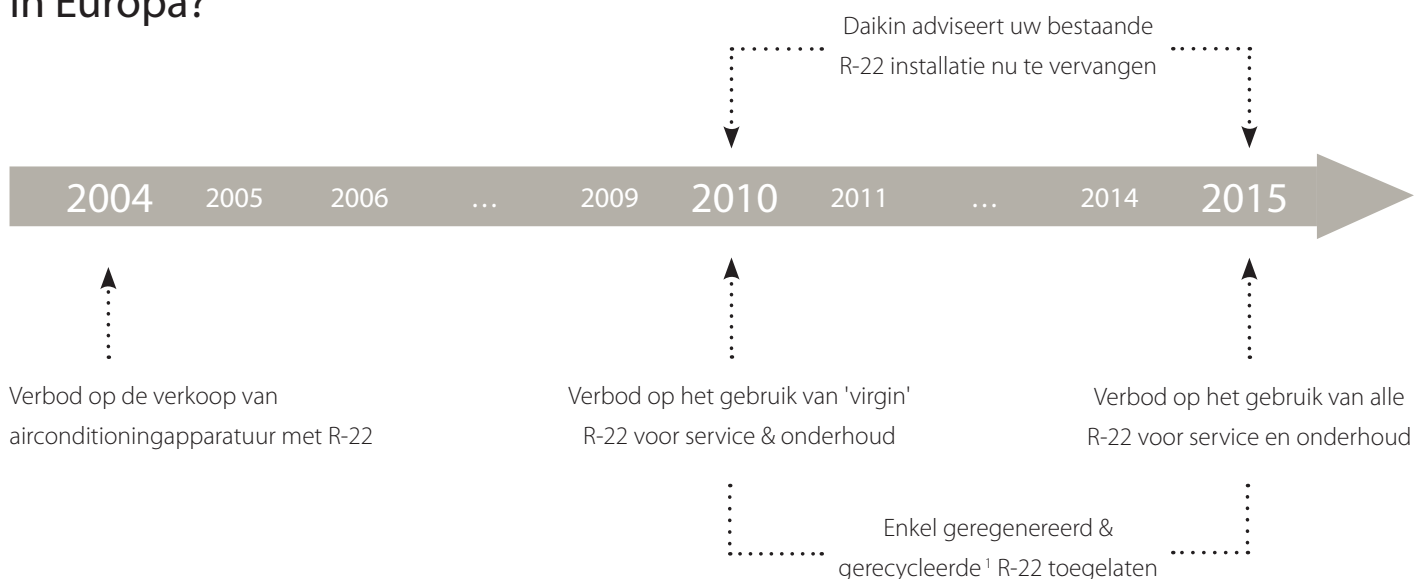 in Europa?
Daikin adviseert uw bestaande
R-22 installatie nu te vervangen
2004 2005 2006 ... 2009 2010 2011 ... 2014 2015
Verbod op de verkoop van
airconditioningapparatuur met R-22
Verbod op het gebruik van 'virgin'
R-22 voor service & onderhoud
Verbod op het gebruik van alle
R-22 voor service en onderhoud
Enkel geregenereerd &
gerecycleerde¹ R-22 toegelaten